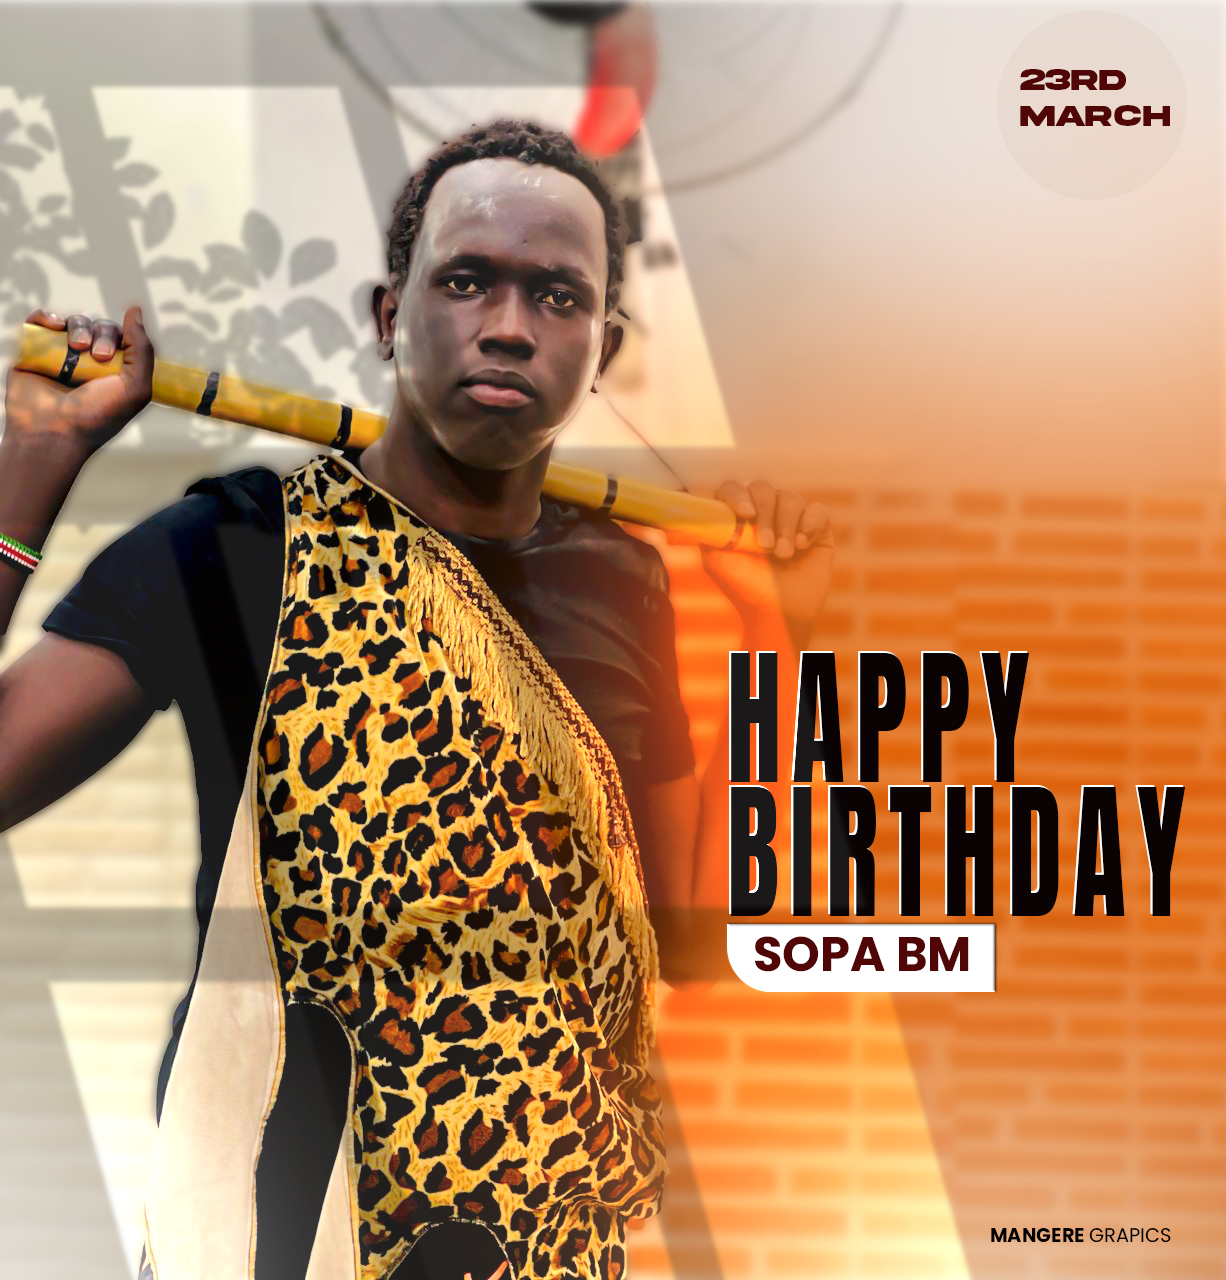 23RD
MARCH
HAPPY
BIRTHDAY
SOPA BM
MANGERE GRAPICS